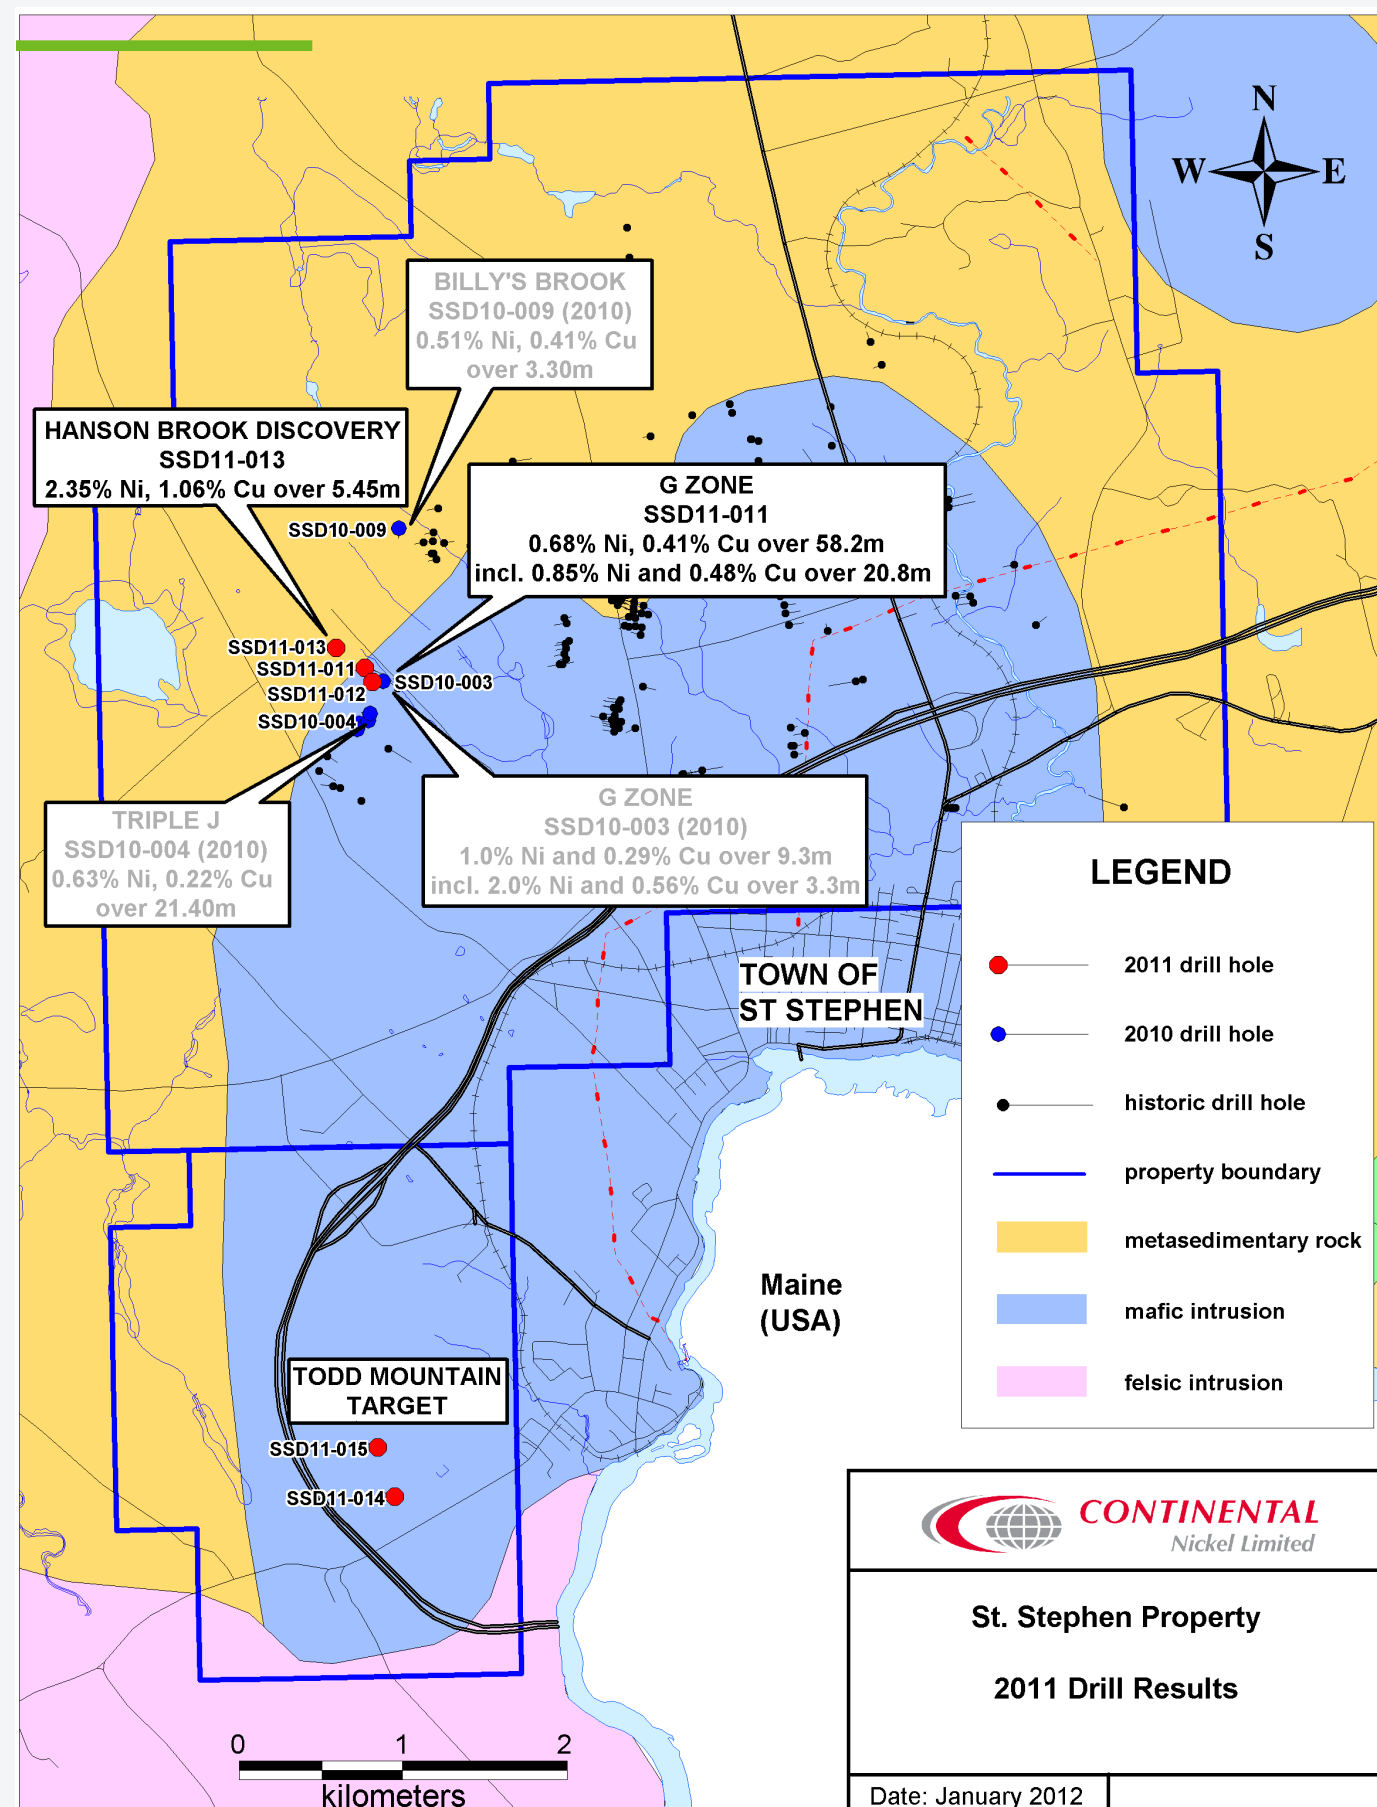 N
W E
S
BILLY'S BROOK
SSD10-009 (2010)
0.51% Ni, 0.41% Cu
over 3.30m
HANSON BROOK DISCOVERY
SSD11-013
2.35% Ni, 1.06% Cu over 5.45m
G ZONE
SSD11-011
0.68% Ni, 0.41% Cu over 58.2m
incl. 0.85% Ni and 0.48% Cu over 20.8m
SSD10-009
SSD11-013
SSD11-011
SSD10-003
SSD11-012
SSD10-004
TRIPLE J
SSD10-004 (2010)
0.63% Ni, 0.22% Cu
over 21.40m
G ZONE
SSD10-003 (2010)
1.0% Ni and 0.29% Cu over 9.3m
incl. 2.0% Ni and 0.56% Cu over 3.3m
TOWN OF
ST STEPHEN
LEGEND
2011 drill hole
2010 drill hole
historic drill hole
property boundary
metasedimentary rock
mafic intrusion
felsic intrusion
Maine
(USA)
TODD MOUNTAIN
TARGET
SSD11-015
SSD11-014
CONTINENTAL
Nickel Limited
St. Stephen Property
2011 Drill Results
0 1 2
kilometers
Date: January 2012